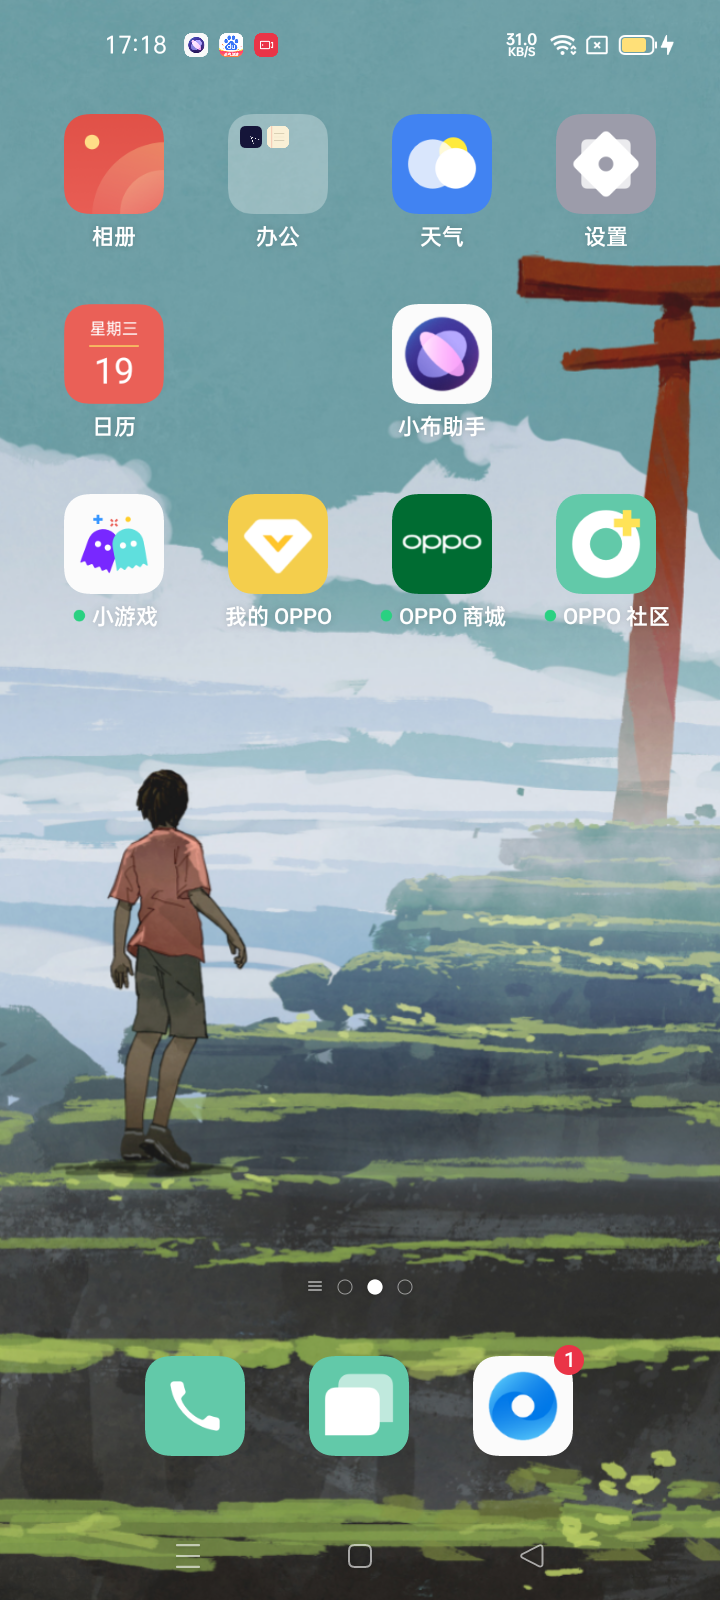 17:18
31.0
KB/S
相册
办公
天气
设置
星期三
19
日历
小布助手
oppo
小游戏
我的 OPPO
OPPO 商城
OPPO 社区
1